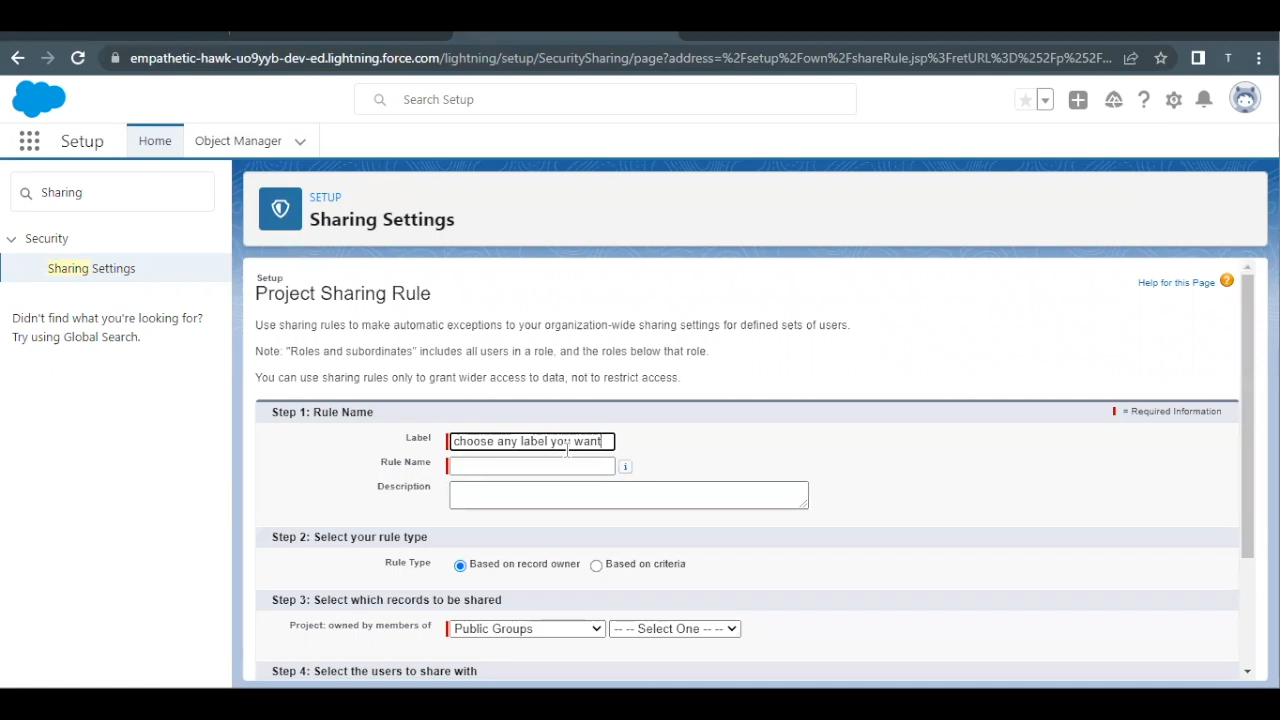 empathetic-hawk-uo9yyb-dev-ed.lightning.force.com/lightning/setup/SecuritySharing/page?address=%2Fsetup%2Fown%2FshareRule.jsp%3FretURL%3D%252Fp%252F...
T
Search Setup
Setup
Home
Object Manager
Sharing
Security
Sharing Settings
Didn't find what you're looking for?
Try using Global Search.
SETUP
Sharing Settings
Setup
Project Sharing Rule
Help for this Page
Use sharing rules to make automatic exceptions to your organization-wide sharing settings for defined sets of users.
Note: "Roles and subordinates" includes all users in a role, and the roles below that role.
You can use sharing rules only to grant wider access to data, not to restrict access.
Step 1: Rule Name
= Required Information
Label choose any label you want
Rule Name
Description
Step 2: Select your rule type
Rule Type Based on record owner Based on criteria
Step 3: Select which records to be shared
Project: owned by members of Public Groups -- -- Select One -- --
Step 4: Select the users to share with